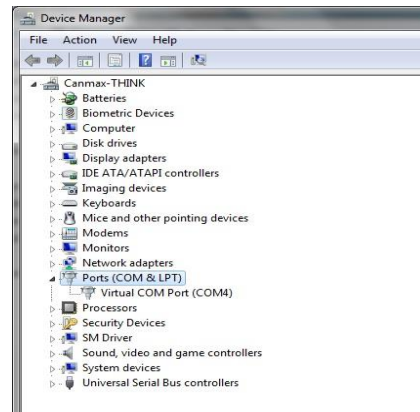 Device Manager
File Action View Help
Canmax-THINK
Batteries
Biometric Devices
Computer
Disk drives
Display adapters
IDE ATA/ATAPI controllers
Imaging devices
Keyboards
Mice and other pointing devices
Modems
Monitors
Network adapters
Ports (COM & LPT)
Virtual COM Port (COM4)
Processors
Security Devices
SM Driver
Sound, video and game controllers
System devices
Universal Serial Bus controllers